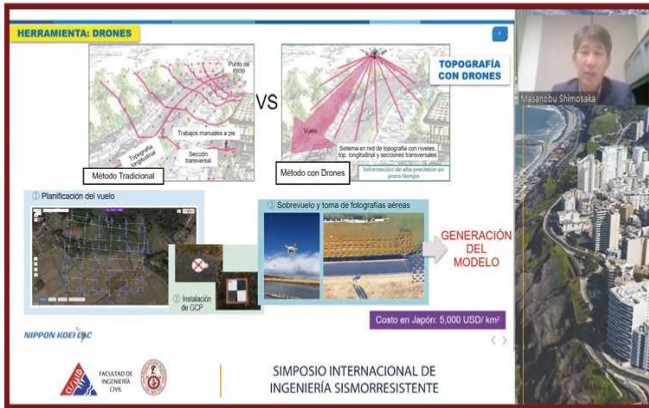 HERRAMIENTA: DRONES
Punto de
inicio
Trabajos manuales a pie
Topografía
longitudinal
Sección
transversal
Método Tradicional
VS
TOPOGRAFÍA
CON DRONES
Vuelo
Sistema en red de topografía con niveles,
top. longitudinal y secciones transversales
Método con Drones
Información de alta precisión en
poco tiempo
Masanobu Shimosaka
① Planificación del vuelo
② Instalación
de GCP
③ Sobrevuelo y toma de fotografías aéreas
GENERACIÓN
DEL
MODELO
Costo en Japón: 5,000 USD/ km²
NIPPON KOEI LAC
CISMID
FACULTAD DE
INGENIERÍA
CIVIL
SIMPOSIO INTERNACIONAL DE
INGENIERÍA SISMORRESISTENTE